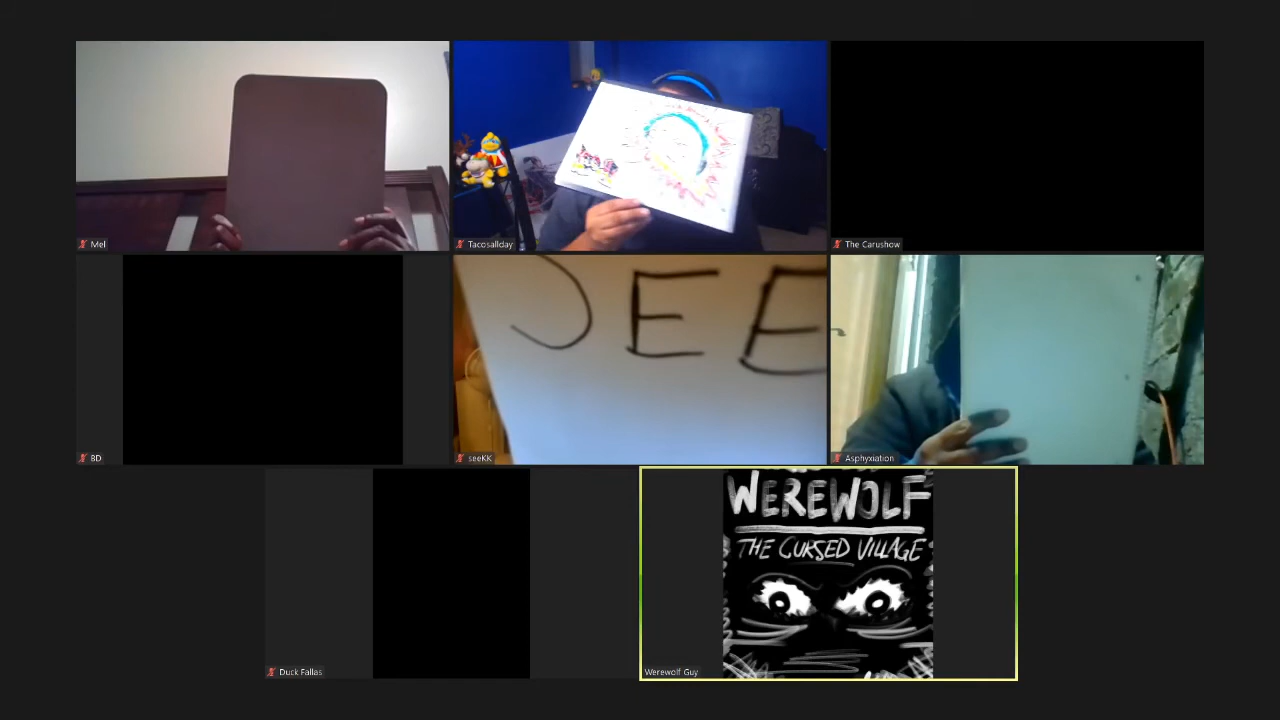 Mel
Tacosallday
The Carushow
JEE
BD
seeKK
Asphyxiation
WEREWOLF
THE CURSED VILLAGE
Duck Fallas
Werewolf Guy